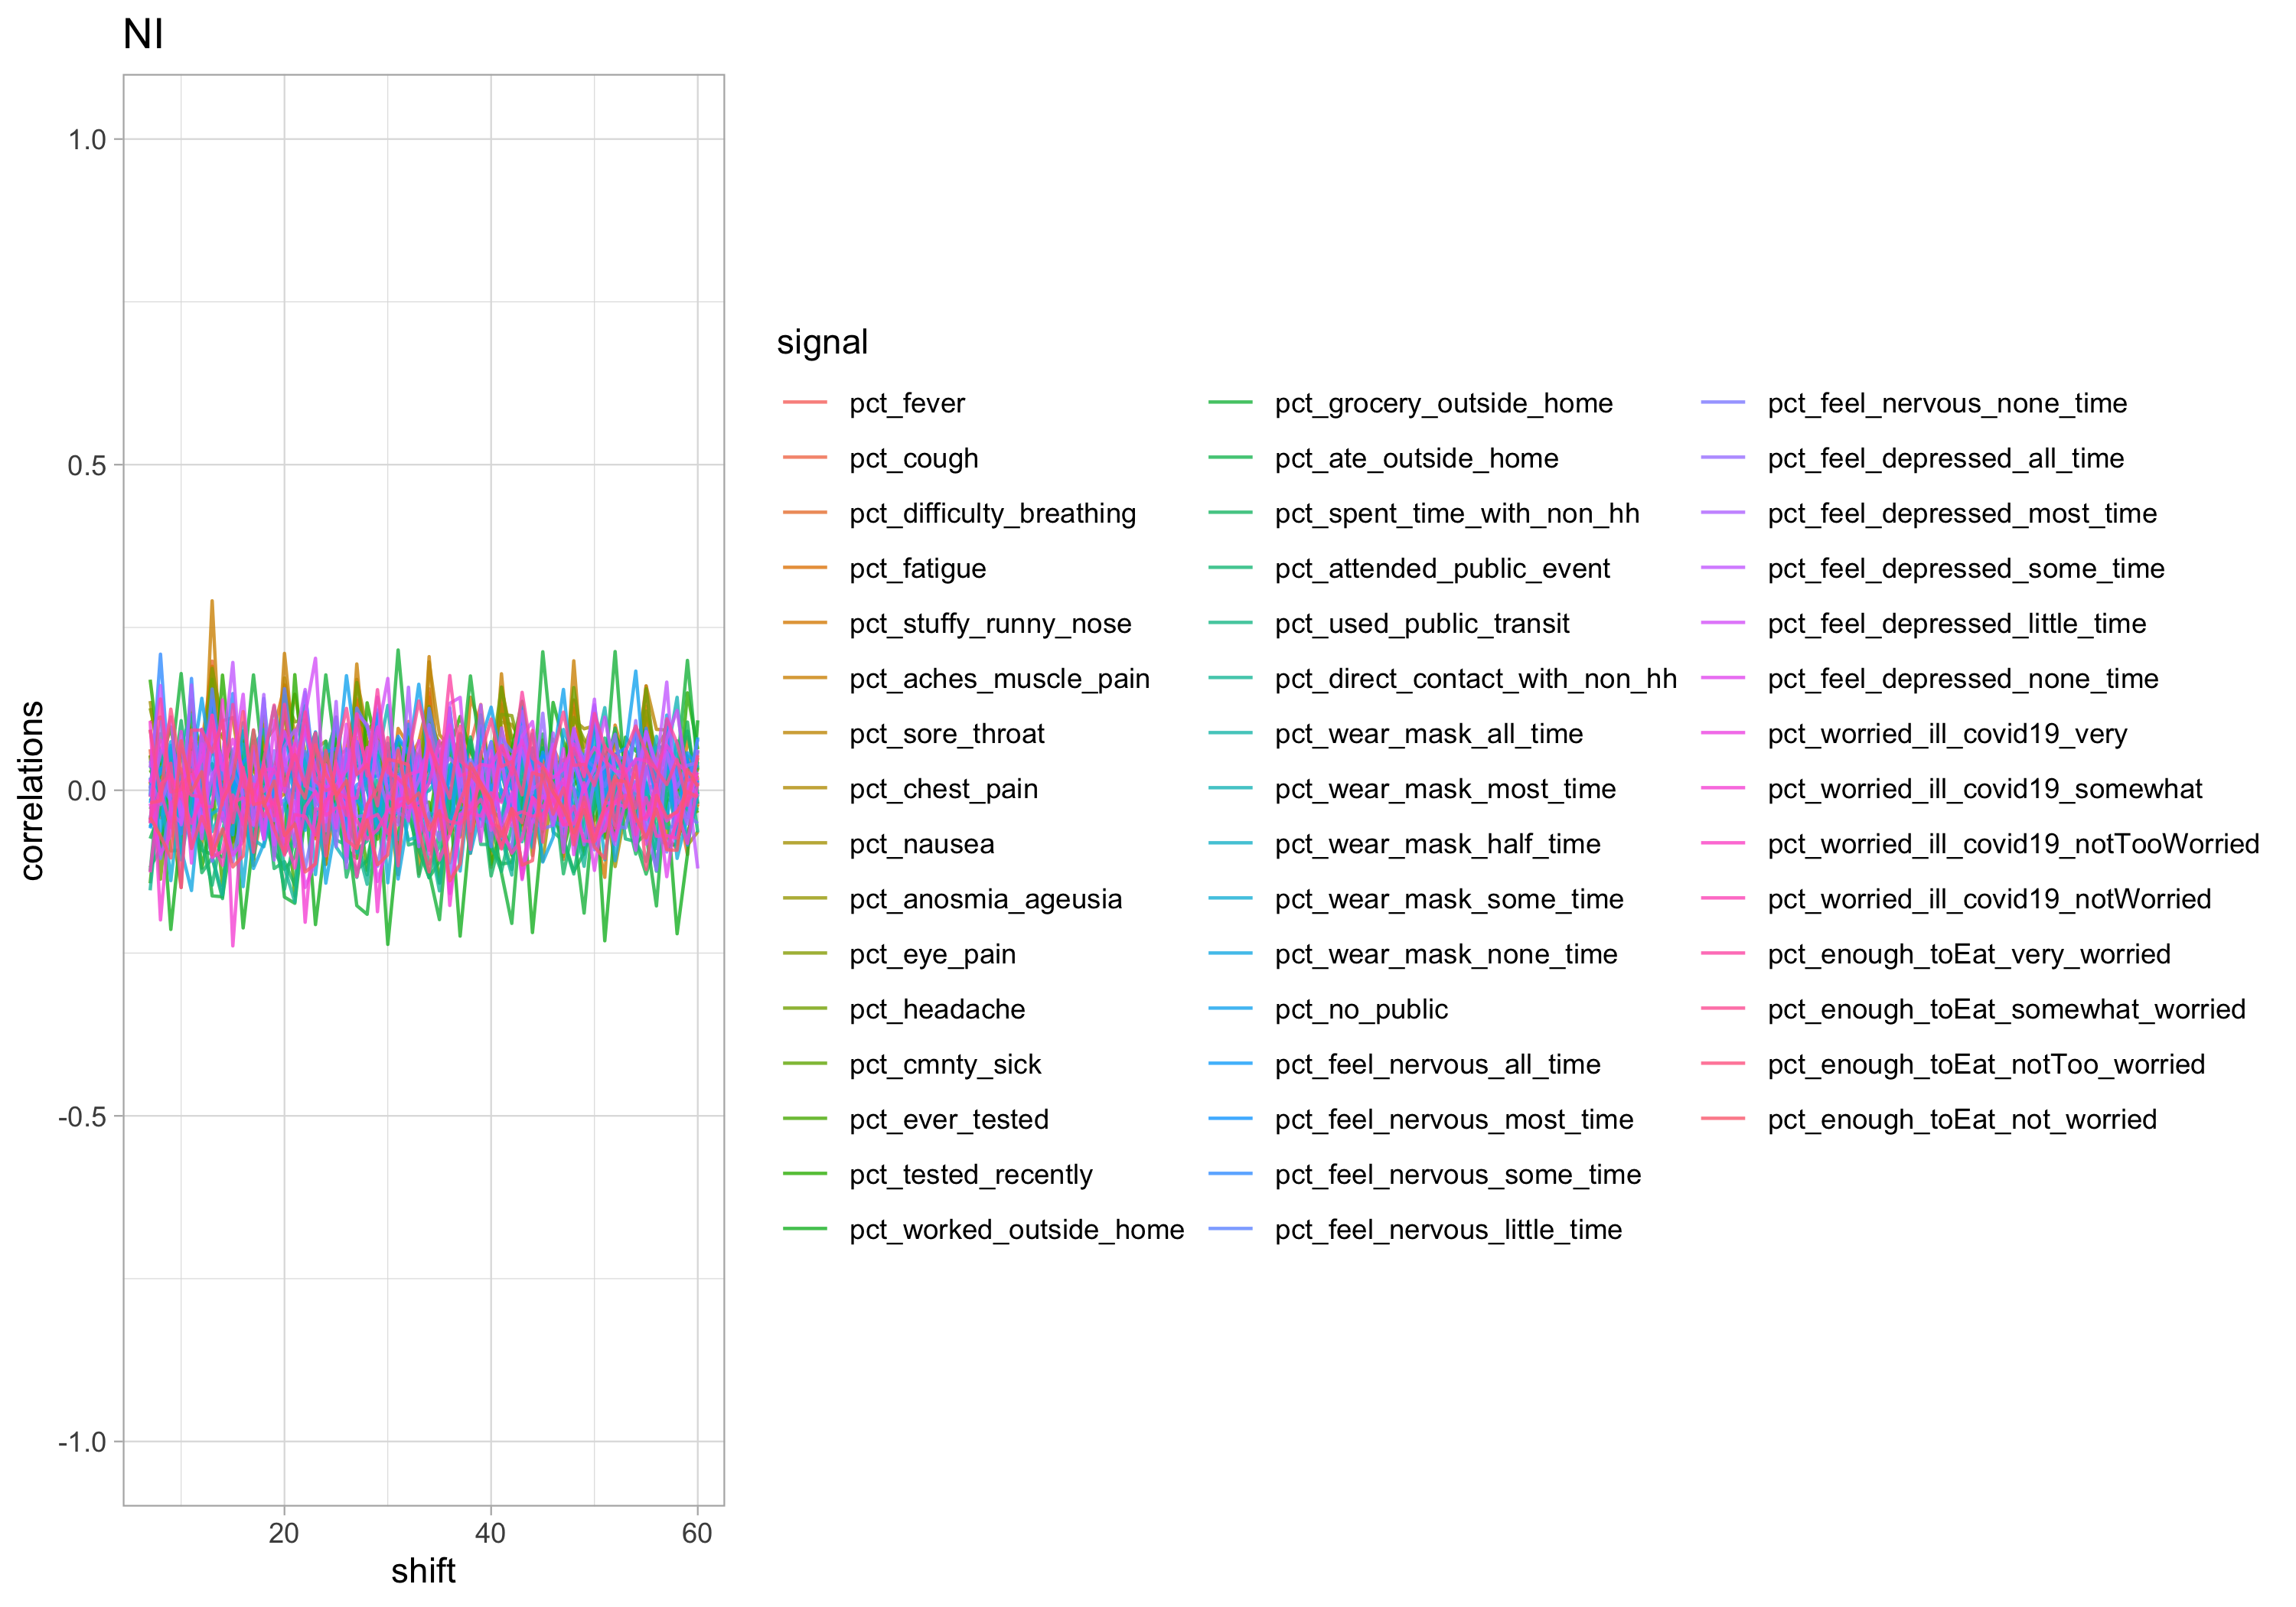 NI
1.0
0.5
0.0
-0.5
-1.0
correlations
20 40 60
shift
signal
pct_fever
pct_cough
pct_difficulty_breathing
pct_fatigue
pct_stuffy_runny_nose
pct_aches_muscle_pain
pct_sore_throat
pct_chest_pain
pct_nausea
pct_anosmia_ageusia
pct_eye_pain
pct_headache
pct_cmnty_sick
pct_ever_tested
pct_tested_recently
pct_worked_outside_home
pct_grocery_outside_home
pct_ate_outside_home
pct_spent_time_with_non_hh
pct_attended_public_event
pct_used_public_transit
pct_direct_contact_with_non_hh
pct_wear_mask_all_time
pct_wear_mask_most_time
pct_wear_mask_half_time
pct_wear_mask_some_time
pct_wear_mask_none_time
pct_no_public
pct_feel_nervous_all_time
pct_feel_nervous_most_time
pct_feel_nervous_some_time
pct_feel_nervous_little_time
pct_feel_nervous_none_time
pct_feel_depressed_all_time
pct_feel_depressed_most_time
pct_feel_depressed_some_time
pct_feel_depressed_little_time
pct_feel_depressed_none_time
pct_worried_ill_covid19_very
pct_worried_ill_covid19_somewhat
pct_worried_ill_covid19_notTooWorried
pct_worried_ill_covid19_notWorried
pct_enough_toEat_very_worried
pct_enough_toEat_somewhat_worried
pct_enough_toEat_notToo_worried
pct_enough_toEat_not_worried